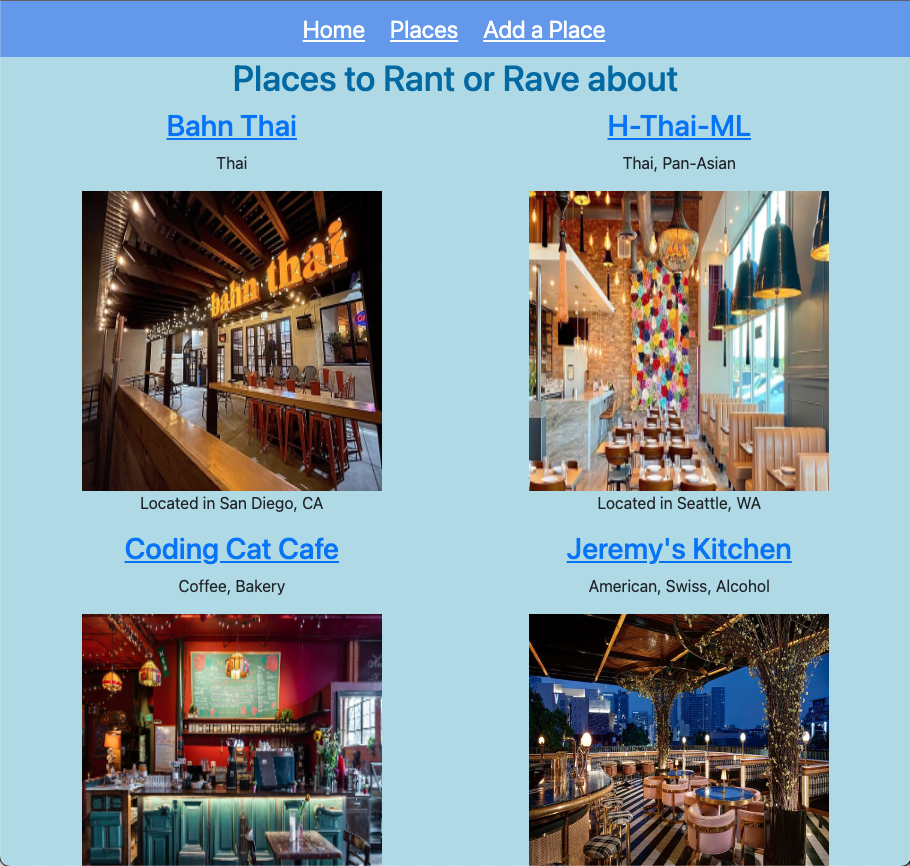 Home Places Add a Place
Places to Rant or Rave about
Bahn Thai
Thai
bahn thai
Located in San Diego, CA
H-Thai-ML
Thai, Pan-Asian
Located in Seattle, WA
Coding Cat Cafe
Coffee, Bakery
Jeremy's Kitchen
American, Swiss, Alcohol